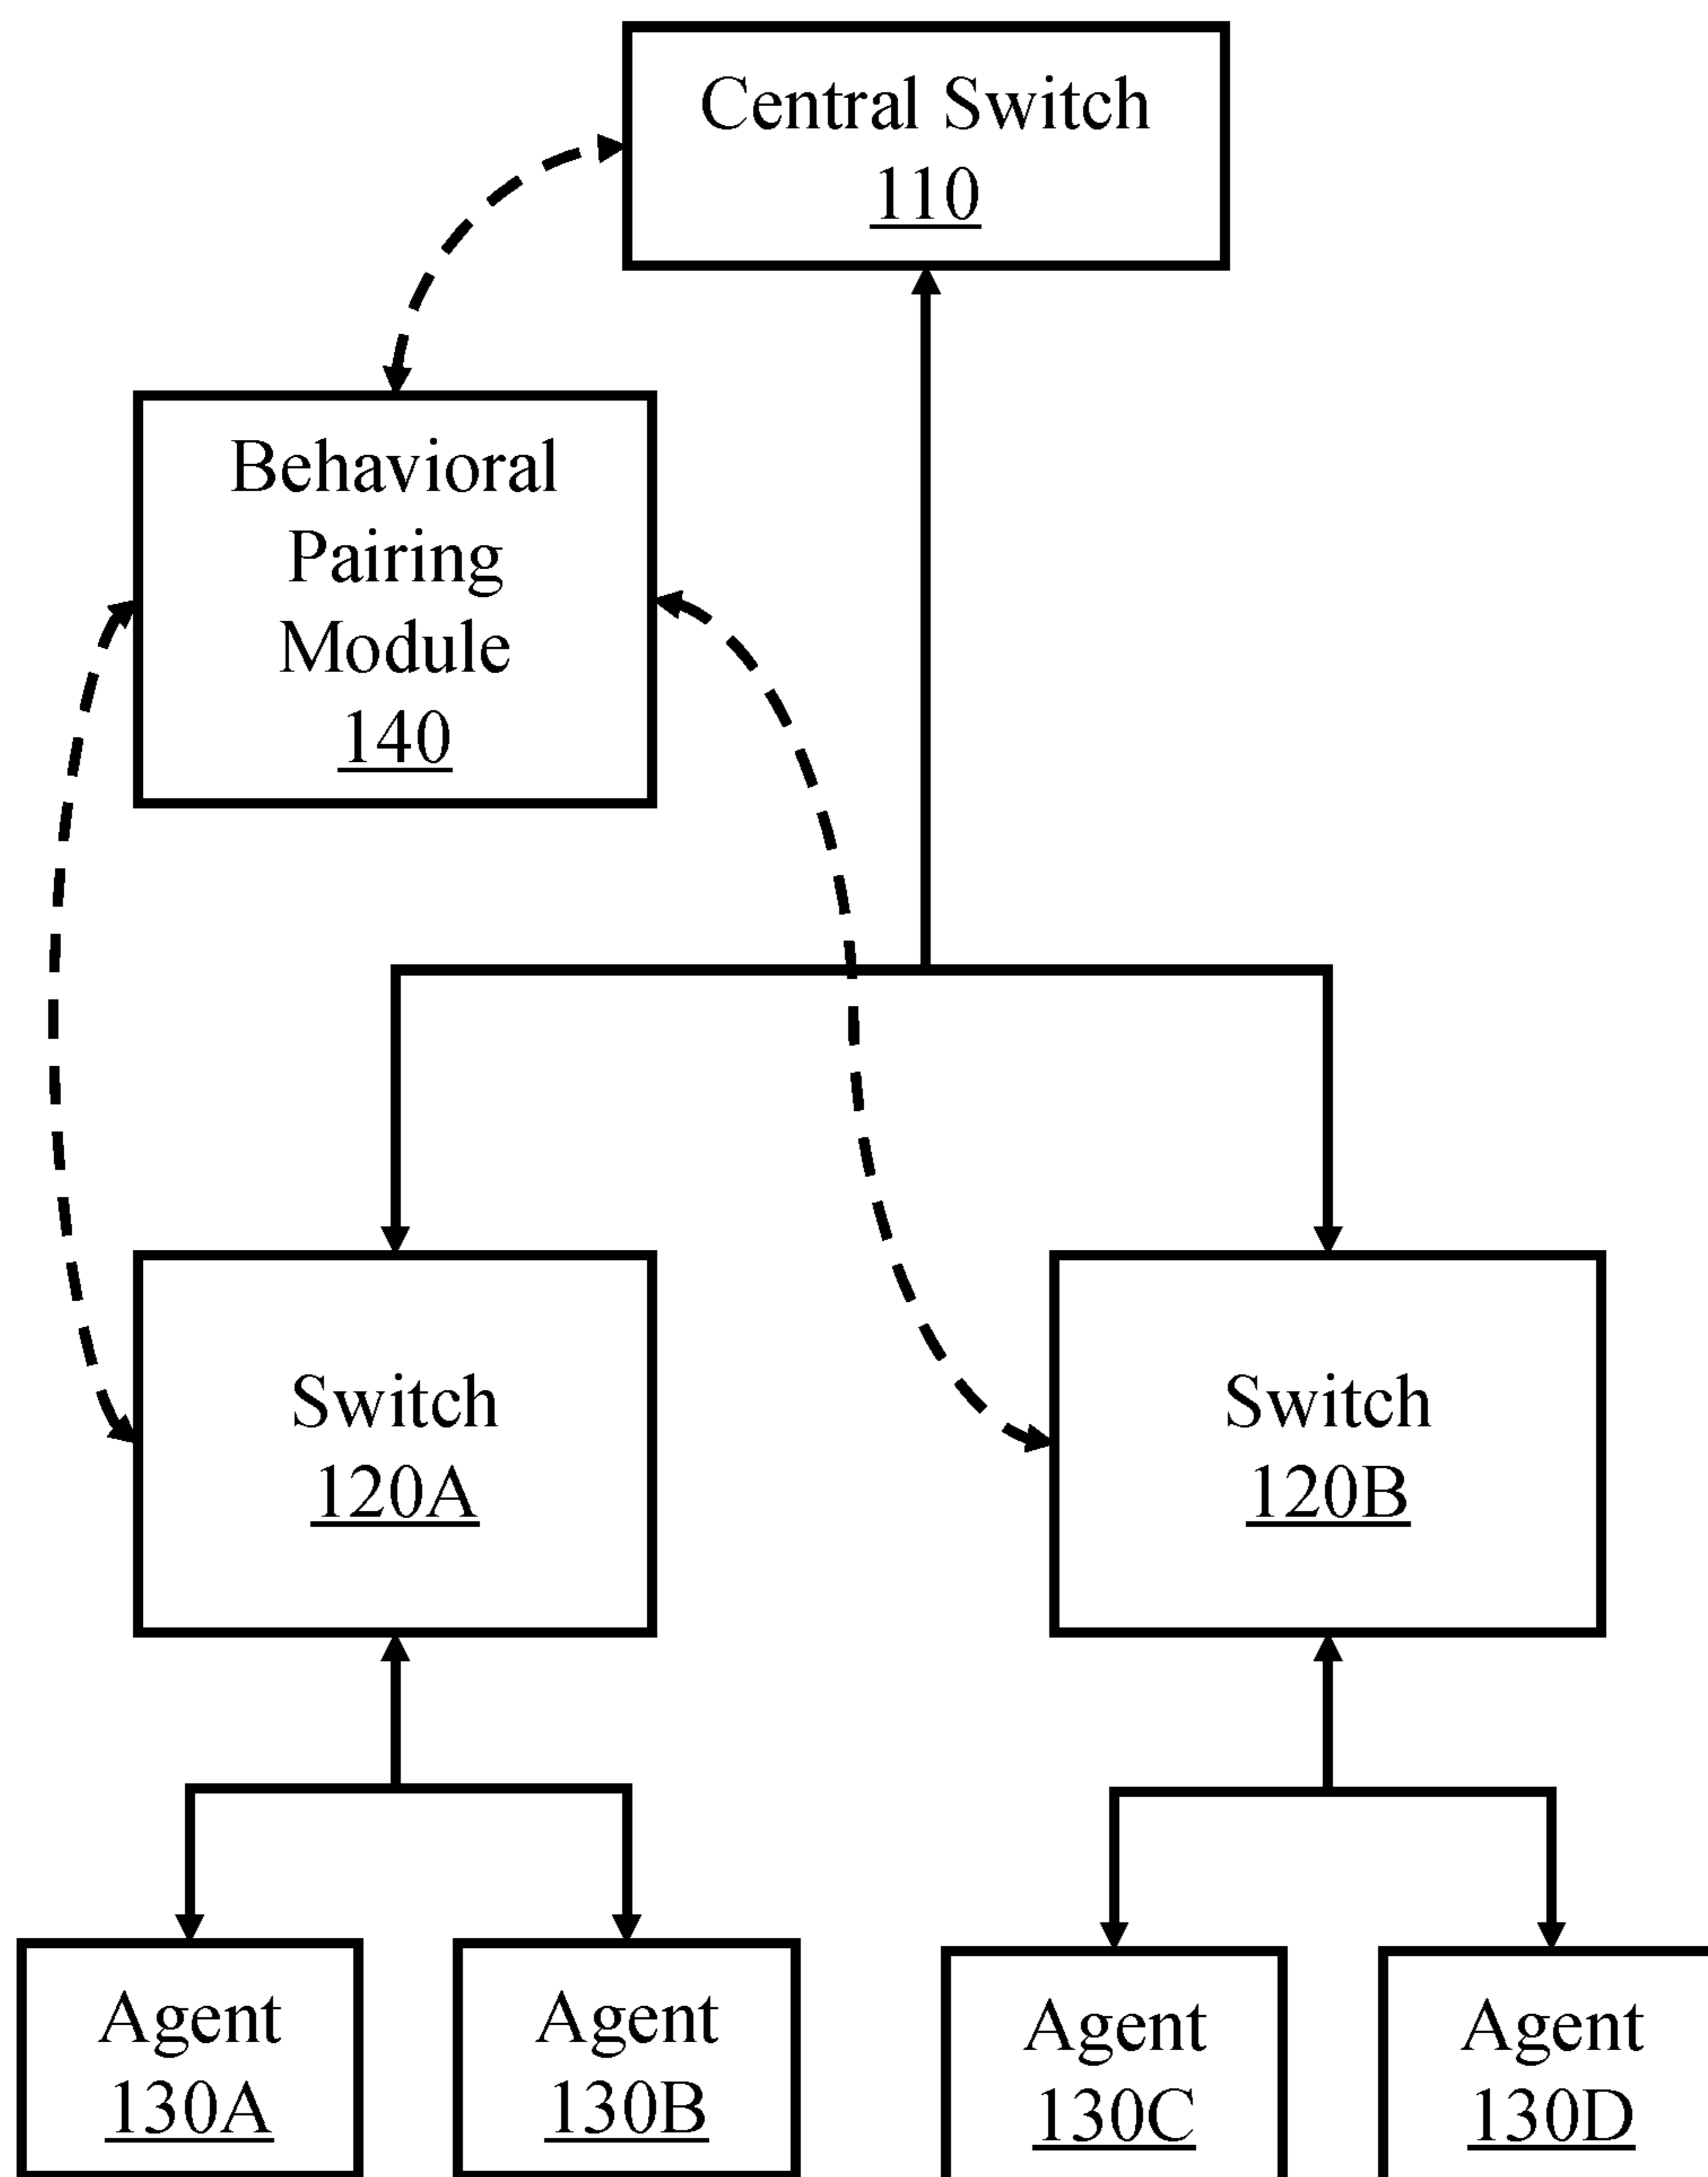 Central Switch
110
Behavioral
Pairing
Module
140
Switch
120A
Switch
120B
Agent
130A
Agent
130B
Agent
130C
Agent
130D